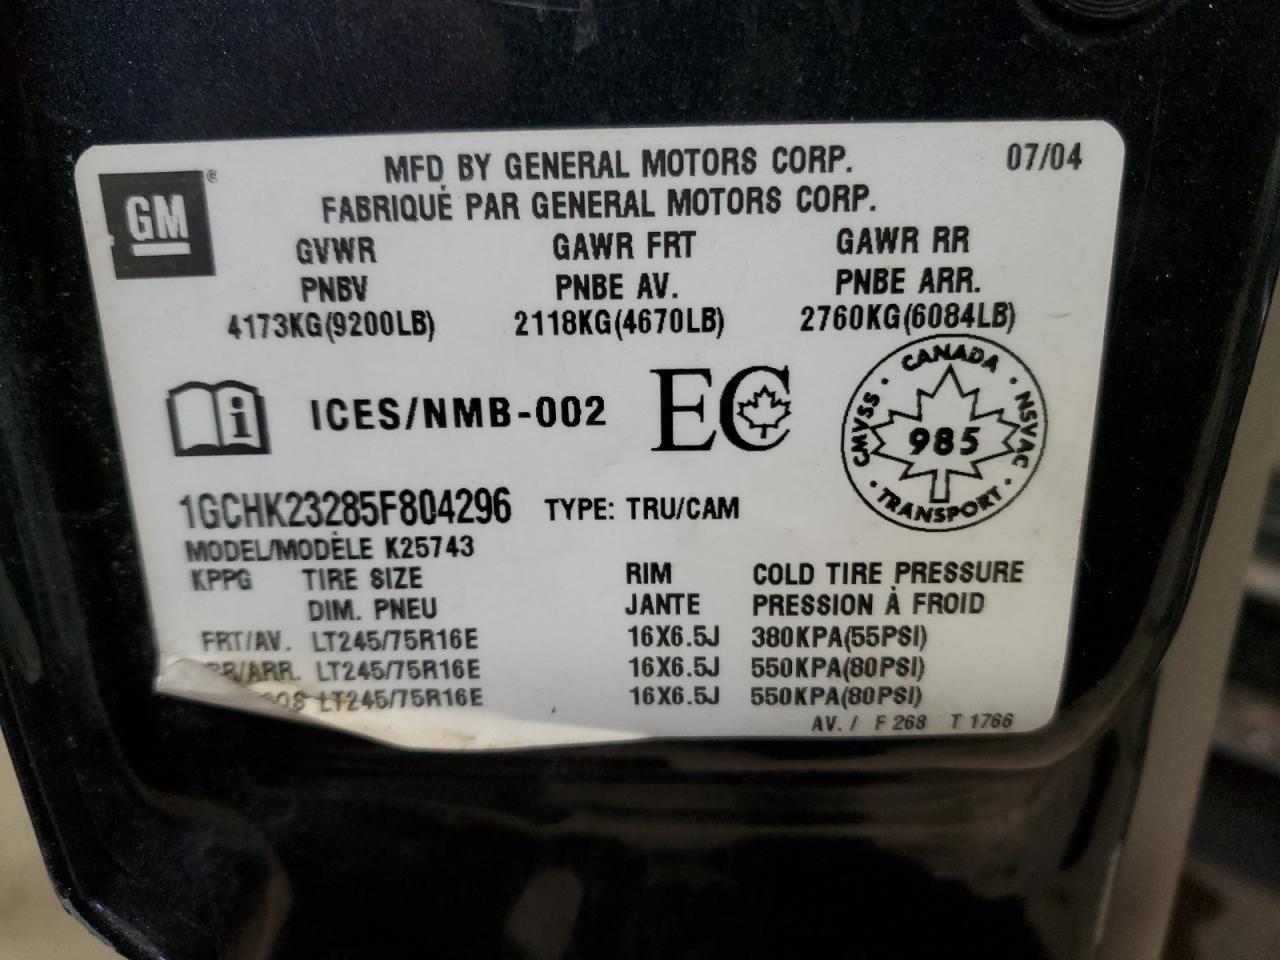 GM ®
MFD BY GENERAL MOTORS CORP. 07/04
FABRIQUÉ PAR GENERAL MOTORS CORP.
GVWR GAWR FRT GAWR RR
PNBV PNBE AV. PNBE ARR.
4173KG(9200LB) 2118KG(4670LB) 2760KG(6084LB)
i ICES/NMB-002 EC
CANADA
CMVSS · 985 · NSVAC
· TRANSPORT ·
1GCHK23285F804296 TYPE: TRU/CAM
MODEL/MODÈLE K25743
KPPG TIRE SIZE RIM COLD TIRE PRESSURE
DIM. PNEU JANTE PRESSION À FROID
FRT/AV. LT245/75R16E 16X6.5J 380KPA(55PSI)
RR/ARR. LT245/75R16E 16X6.5J 550KPA(80PSI)
LT245/75R16E 16X6.5J 550KPA(80PSI)
AV. / F 268 T 1766